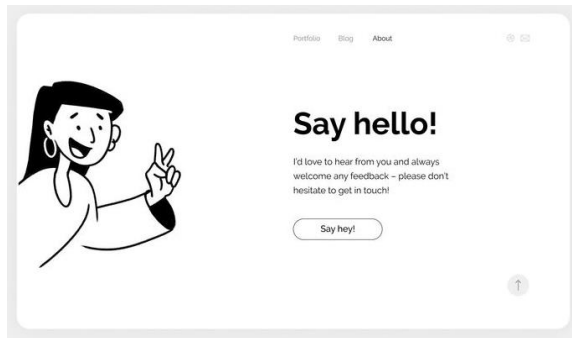 Portfolio Blog About
Say hello!
I'd love to hear from you and always
welcome any feedback – please don't
hesitate to get in touch!
Say hey!